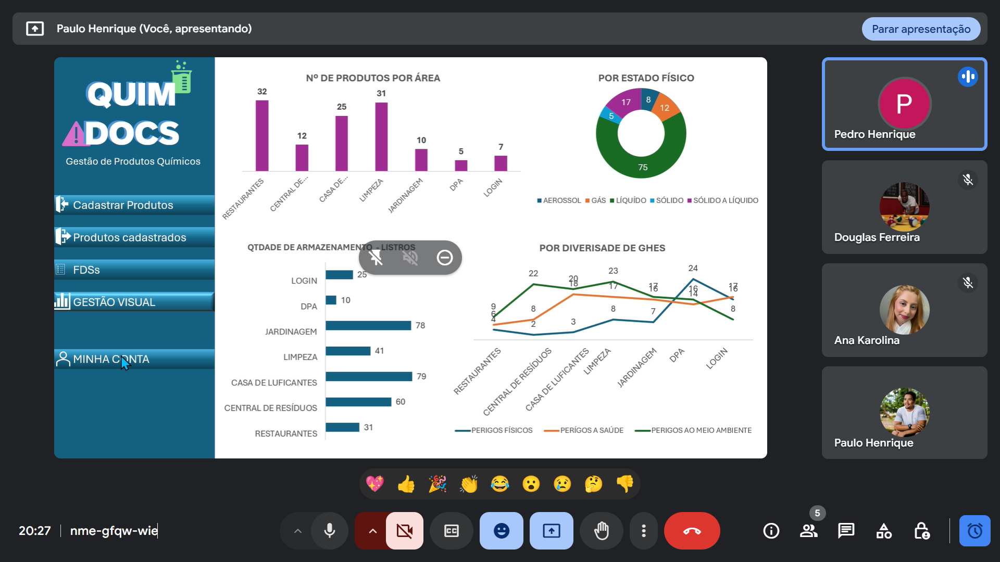 Paulo Henrique (Você, apresentando)
Parar apresentação
QUIM
DOCS
Gestão de Produtos Químicos
Cadastrar Produtos
Produtos cadastrados
FDSs
GESTÃO VISUAL
MINHA CONTA
Nº DE PRODUTOS POR ÁREA
32
12
25
31
10
5
7
RESTAURANTES
CENTRAL DE...
CASA DE...
LIMPEZA
JARDINAGEM
DPA
LOGIN
POR ESTADO FÍSICO
8
12
75
5
17
AEROSSOL
GÁS
LÍQUÍDO
SÓLIDO
SÓLIDO A LÍQUIDO
QTDADE DE ARMAZENAMENTO - LISTROS
LOGIN
25
DPA
10
JARDINAGEM
78
LIMPEZA
41
CASA DE LUFICANTES
79
CENTRAL DE RESÍDUOS
60
RESTAURANTES
31
POR DIVERISADE DE GHES
9
6
4
22
8
2
20
18
3
23
17
8
17
16
7
24
16
14
17
16
8
RESTAURANTES
CENTRAL DE RESÍDUOS
CASA DE LUFICANTES
LIMPEZA
JARDINAGEM
DPA
LOGIN
PERIGOS FÍSICOS
PERÍGOS A SAÚDE
PERIGOS AO MEIO AMBIENTE
P
Pedro Henrique
Douglas Ferreira
Ana Karolina
Paulo Henrique
20:27
nme-gfqw-wie
CC
5